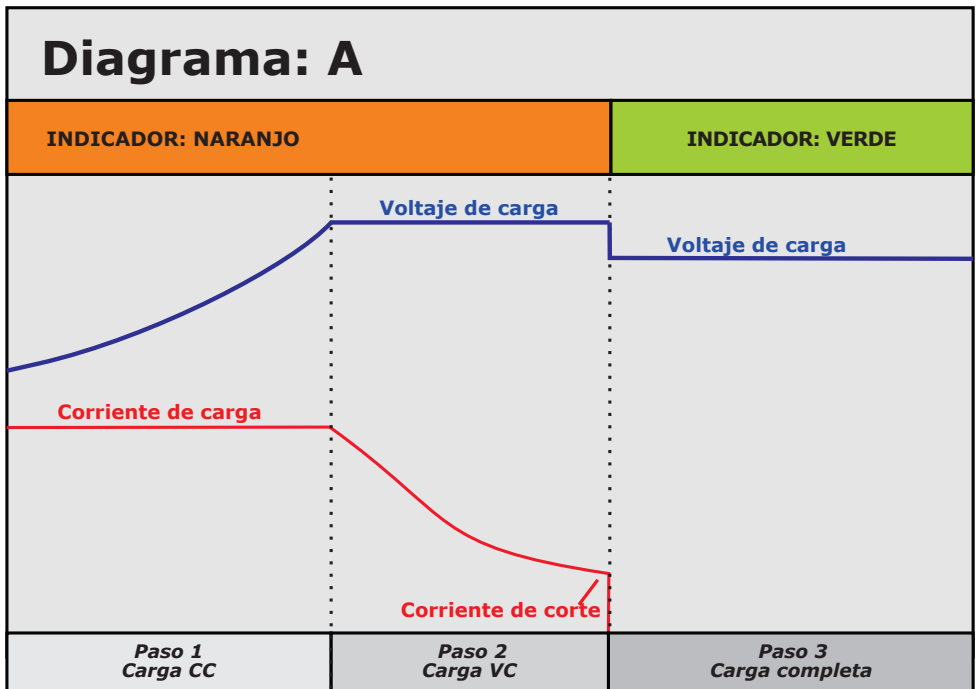 Diagrama: A
INDICADOR: NARANJO
INDICADOR: VERDE
Voltaje de carga
Voltaje de carga
Corriente de carga
Corriente de corte
Paso 1
Carga CC
Paso 2
Carga VC
Paso 3
Carga completa